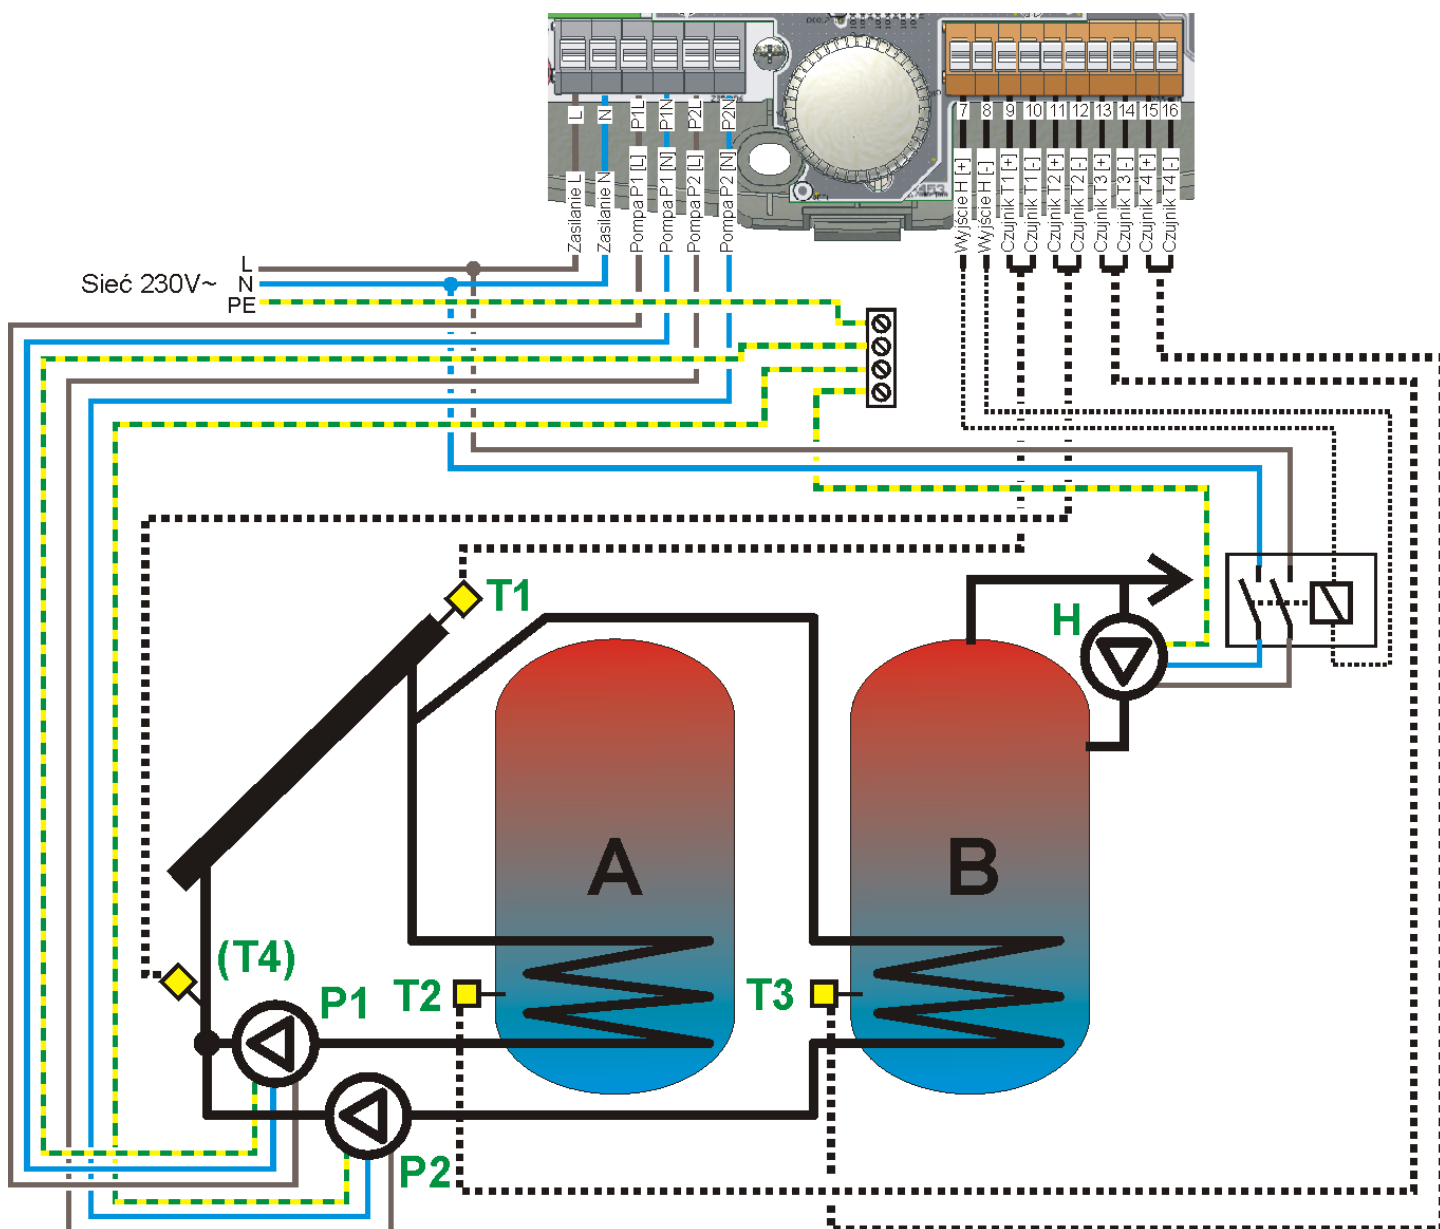 L
N
P1L
P1N
P2L
P2N
7
8
9
10
11
12
13
14
15
16
Zasilanie L
Zasilanie N
Pompa P1 [L]
Pompa P1 [N]
Pompa P2 [L]
Pompa P2 [N]
Wyjście H [+]
Wyjście H [-]
Czujnik T1 [+]
Czujnik T1 [-]
Czujnik T2 [+]
Czujnik T2 [-]
Czujnik T3 [+]
Czujnik T3 [-]
Czujnik T4 [+]
Czujnik T4 [-]
Sieć 230V~
L
N
PE
T1
H
A
B
(T4)
P1
T2
T3
P2